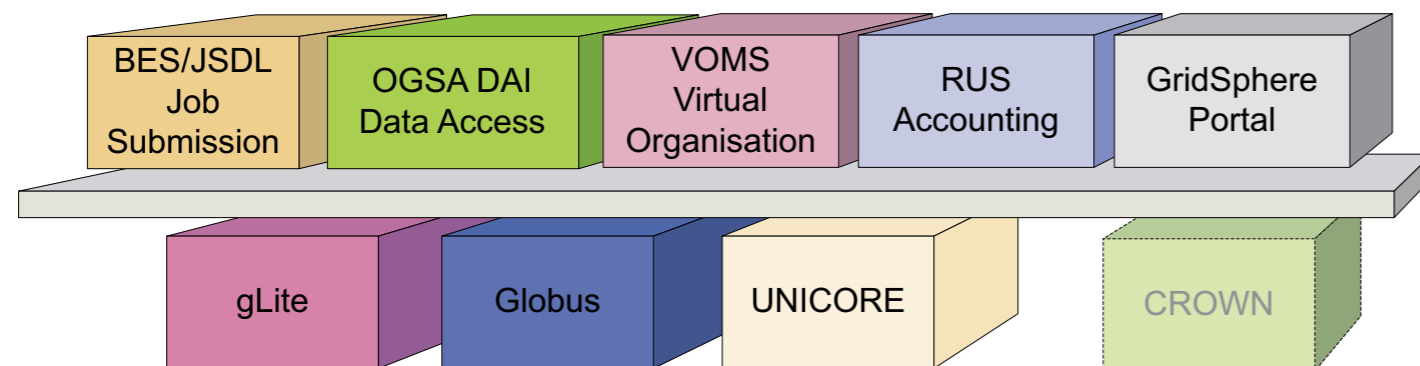 BES/JSDL
Job
Submission
OGSA DAI
Data Access
VOMS
Virtual
Organisation
RUS
Accounting
GridSphere
Portal
gLite
Globus
UNICORE
CROWN